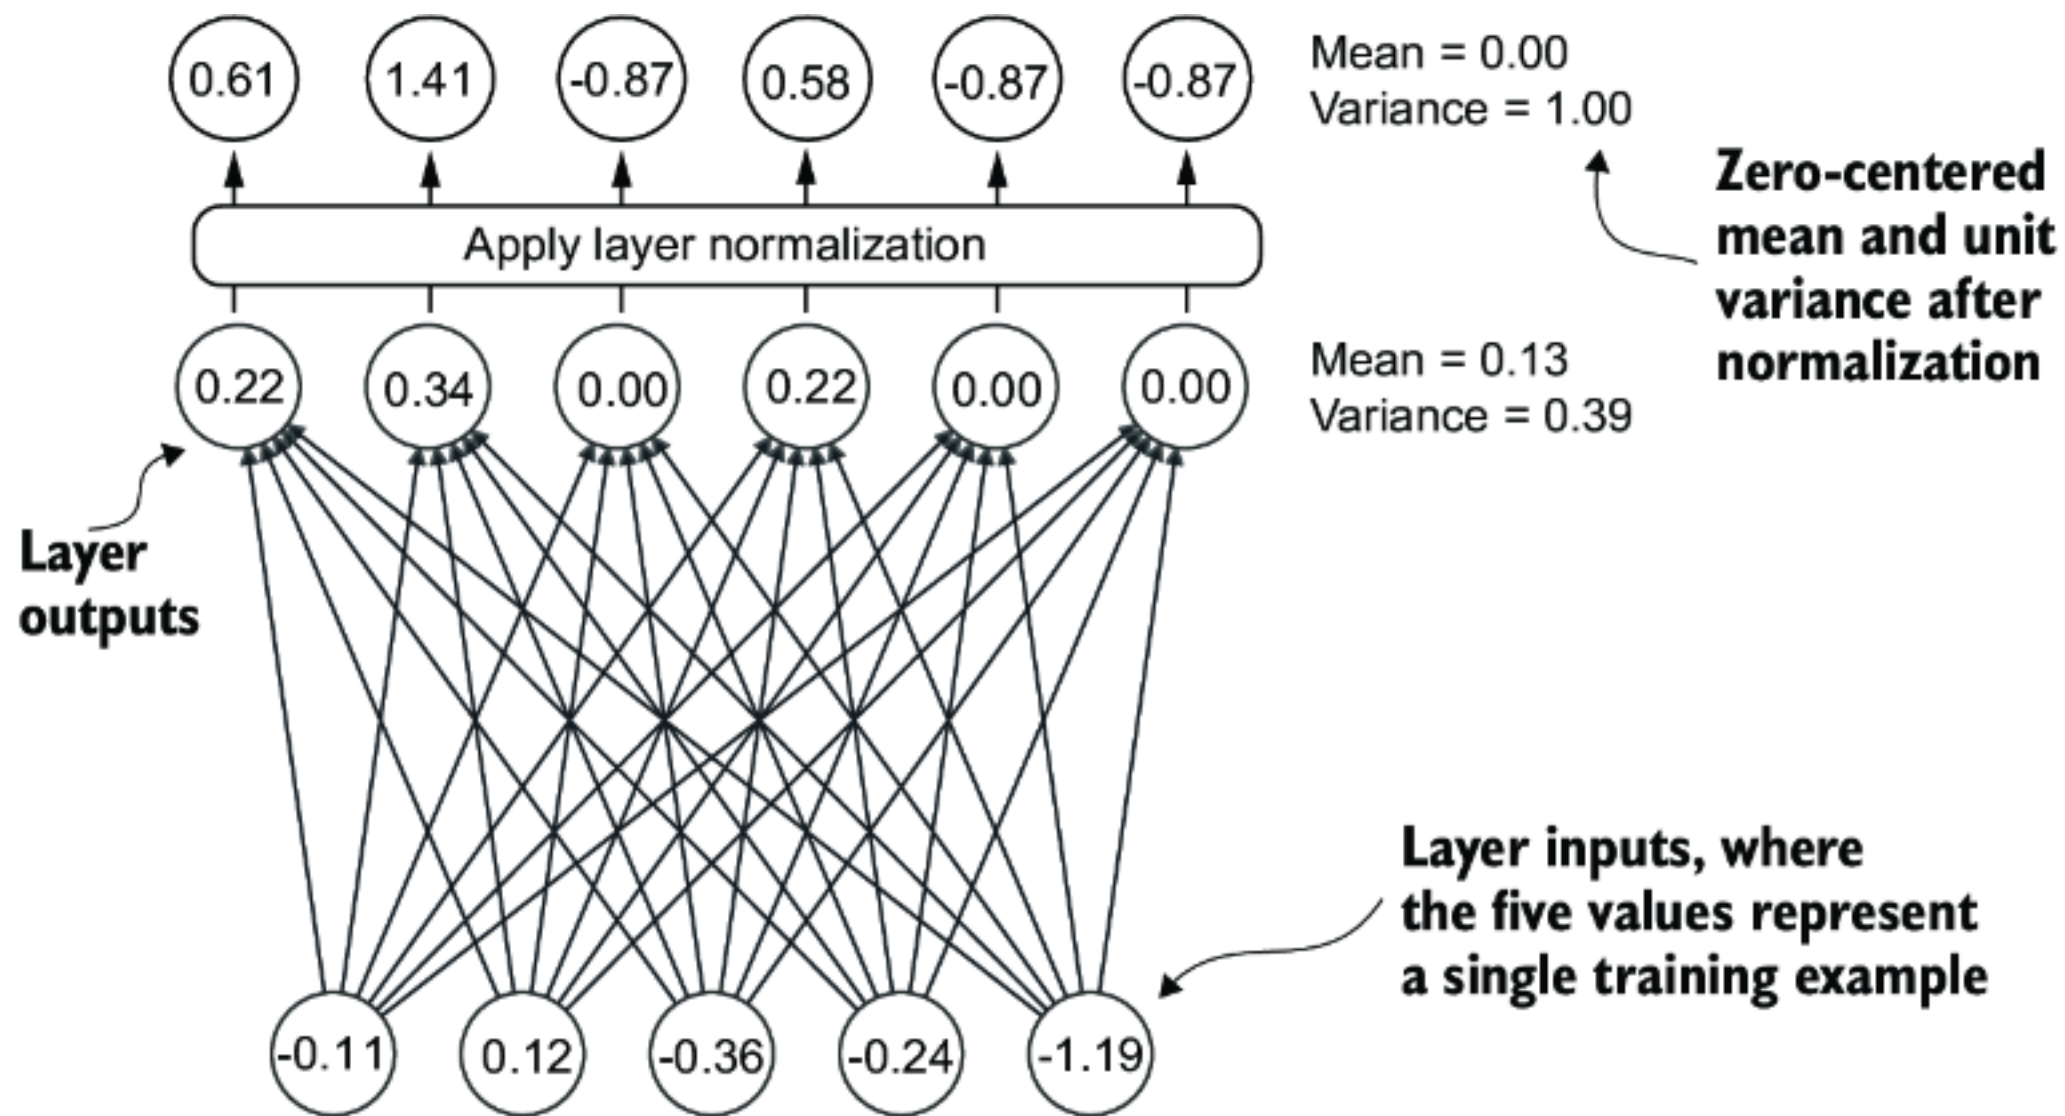 0.61 1.41 -0.87 0.58 -0.87 -0.87
Mean = 0.00
Variance = 1.00
Zero-centered
mean and unit
variance after
normalization
Apply layer normalization
0.22 0.34 0.00 0.22 0.00 0.00
Mean = 0.13
Variance = 0.39
Layer
outputs
Layer inputs, where
the five values represent
a single training example
-0.11 0.12 -0.36 -0.24 -1.19